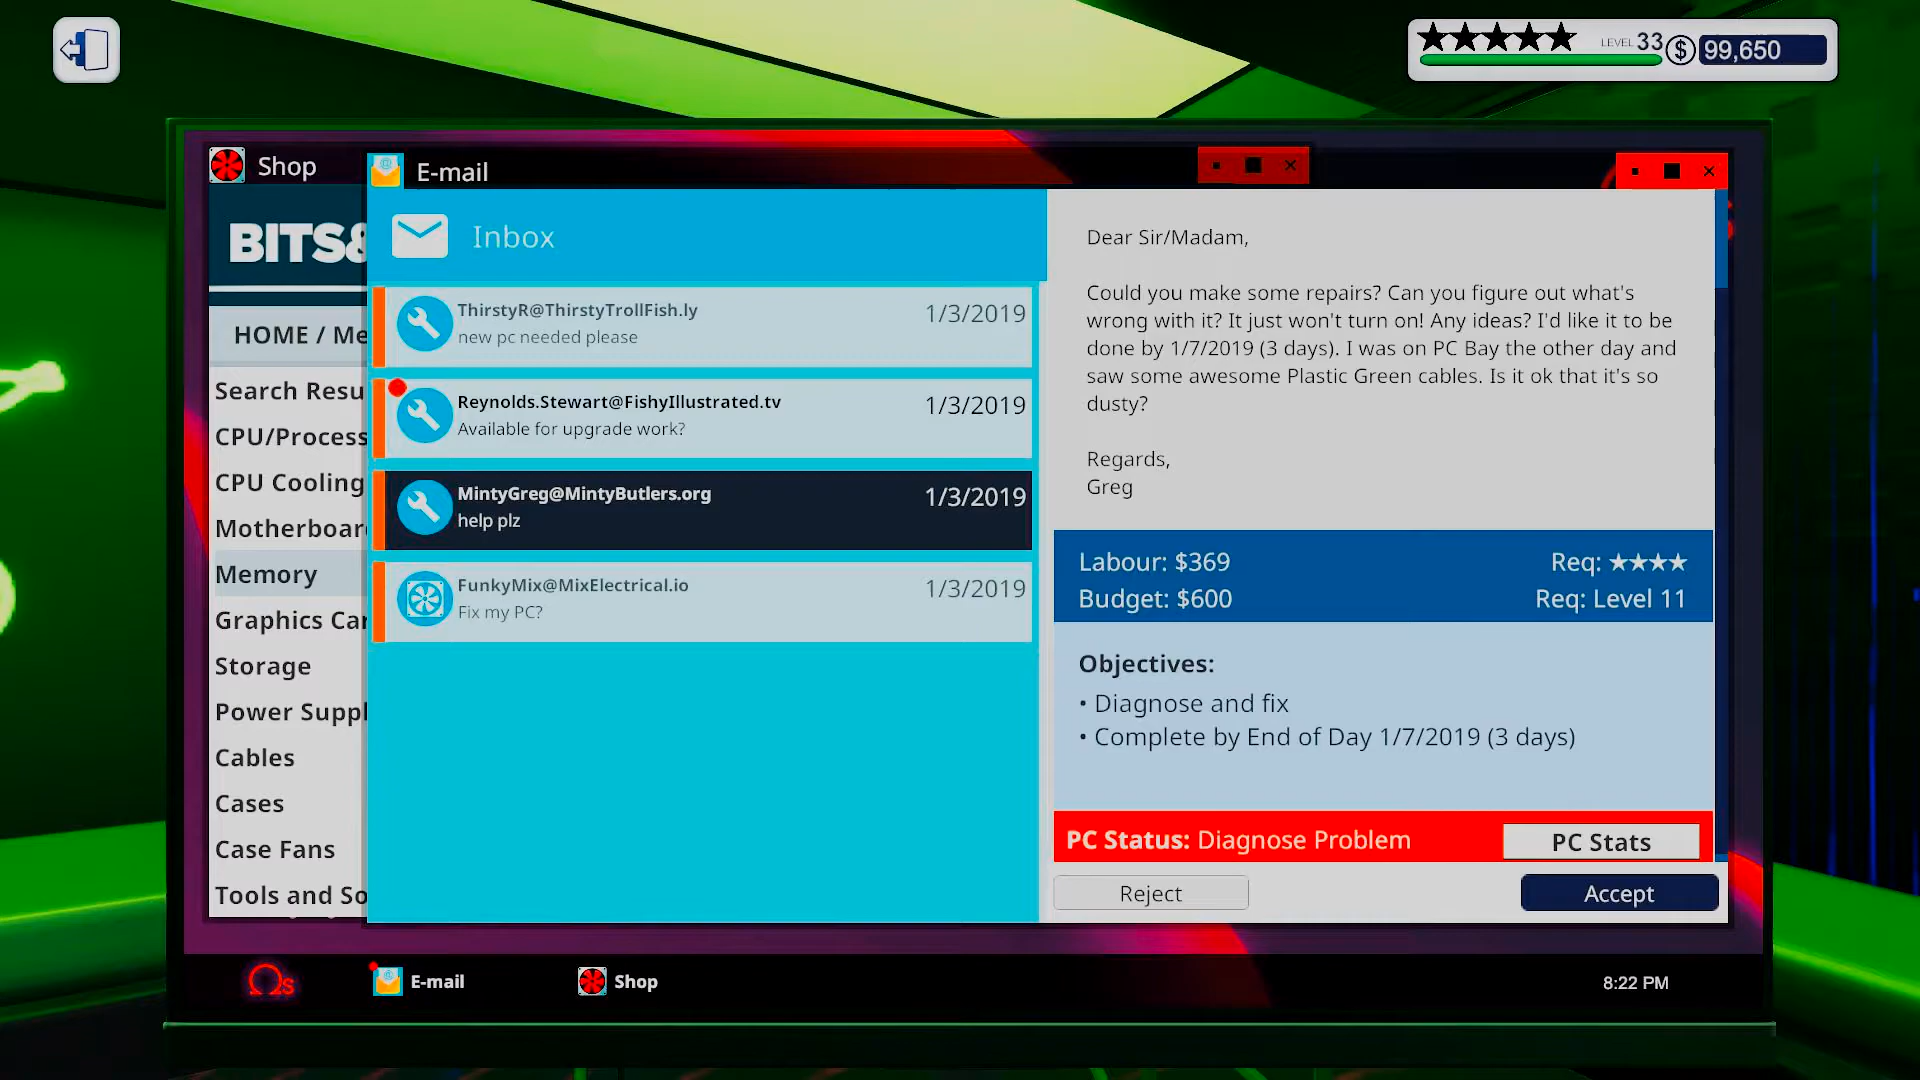 LEVEL 33
$ 99,650
Shop
E-mail
BITS&
HOME / Me
Search Resu
CPU/Process
CPU Cooling
Motherboar
Memory
Graphics Car
Storage
Power Suppl
Cables
Cases
Case Fans
Tools and So
Inbox
ThirstyR@ThirstyTrollFish.ly
1/3/2019
new pc needed please
Reynolds.Stewart@FishyIllustrated.tv
1/3/2019
Available for upgrade work?
MintyGreg@MintyButlers.org
1/3/2019
help plz
FunkyMix@MixElectrical.io
1/3/2019
Fix my PC?
Dear Sir/Madam,
Could you make some repairs? Can you figure out what's
wrong with it? It just won't turn on! Any ideas? I'd like it to be
done by 1/7/2019 (3 days). I was on PC Bay the other day and
saw some awesome Plastic Green cables. Is it ok that it's so
dusty?
Regards,
Greg
Labour: $369
Req: ★★★★
Budget: $600
Req: Level 11
Objectives:
• Diagnose and fix
• Complete by End of Day 1/7/2019 (3 days)
PC Status: Diagnose Problem
PC Stats
Reject
Accept
Ωs
E-mail
Shop
8:22 PM